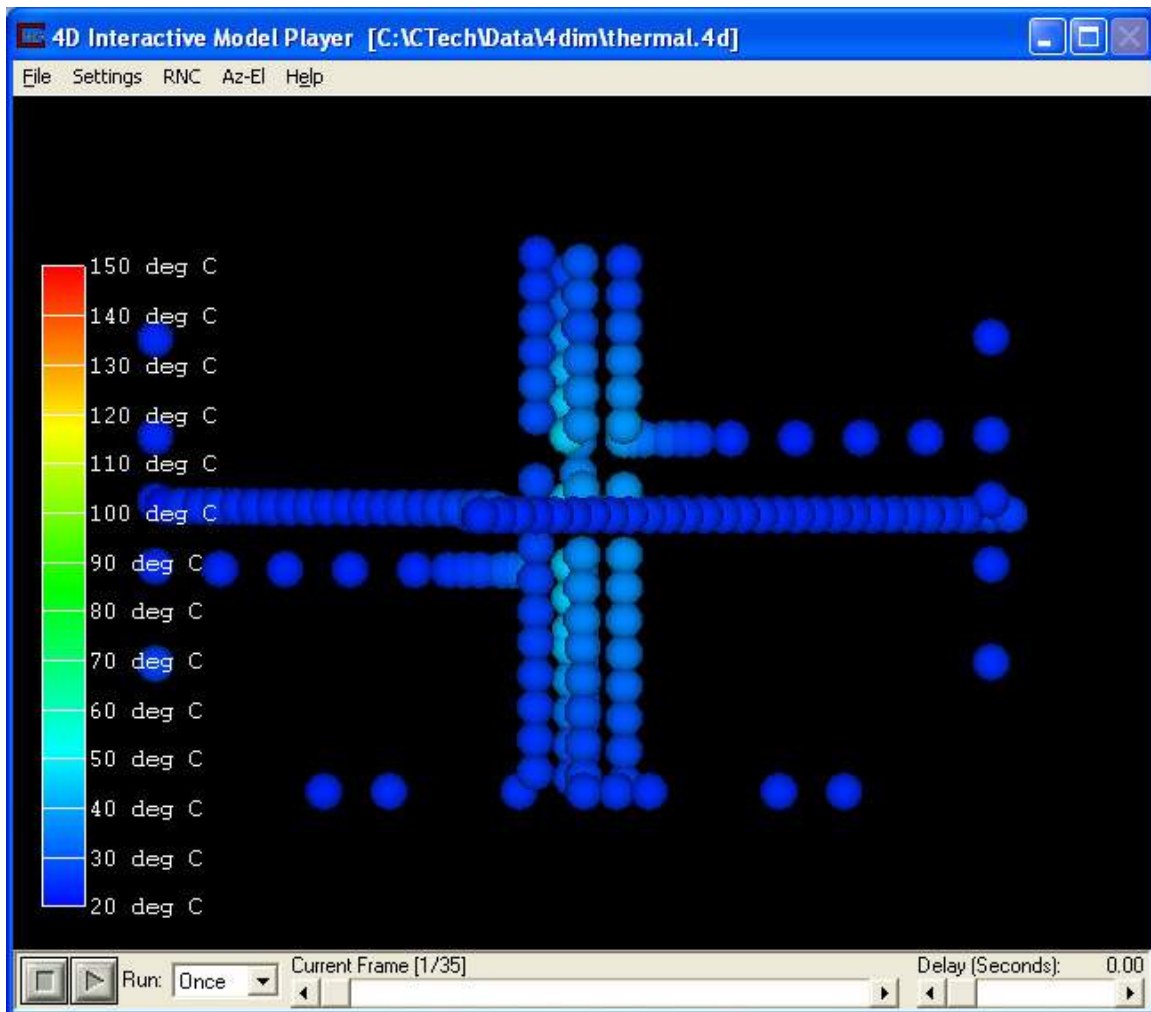 4D Interactive Model Player [C:\CTech\Data\4dim\thermal.4d]
File Settings RNC Az-El Help
150 deg C
140 deg C
130 deg C
120 deg C
110 deg C
100 deg C
90 deg C
80 deg C
70 deg C
60 deg C
50 deg C
40 deg C
30 deg C
20 deg C
Run: Once Current Frame [1/35] Delay (Seconds): 0.00